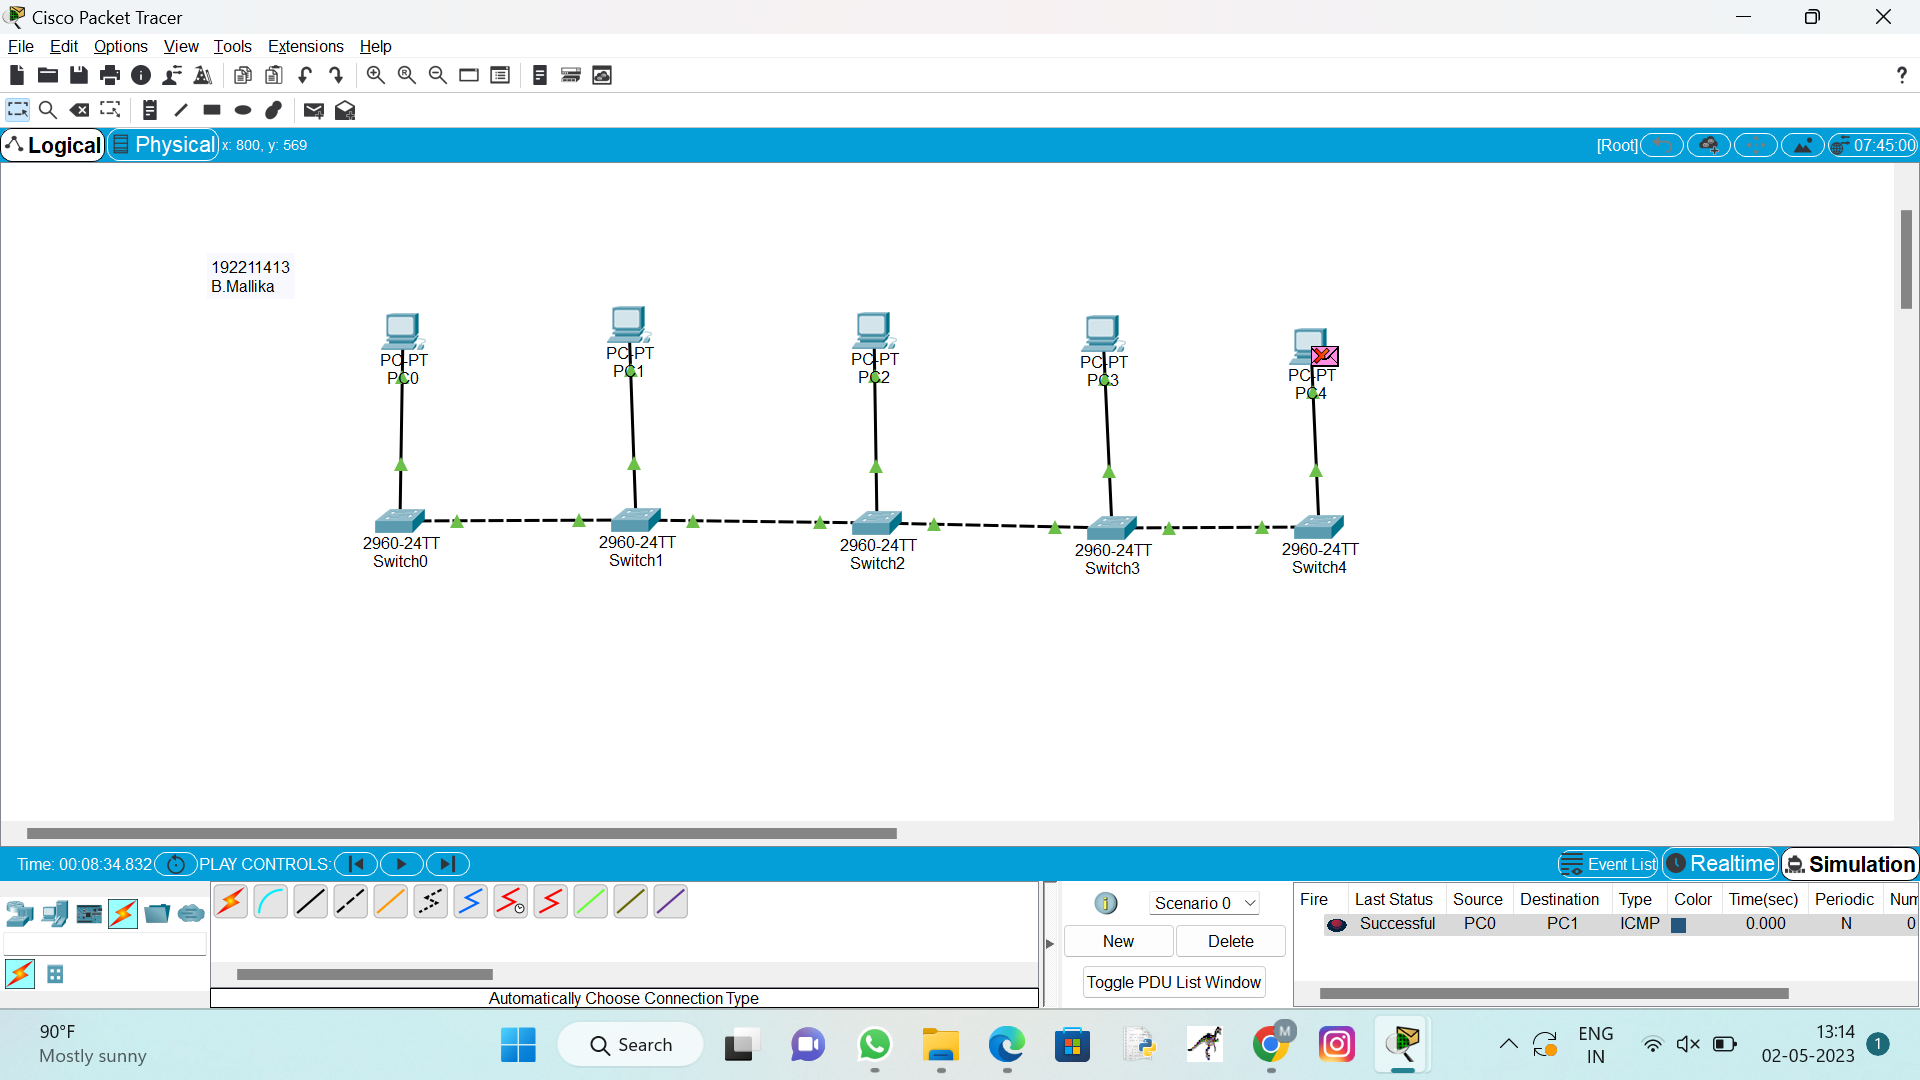 Cisco Packet Tracer
File Edit Options View Tools Extensions Help
?
Logical Physical x: 800, y: 569 [Root] 07:45:00
192211413
B.Mallika
PC-PT
PC0
PC-PT
PC1
PC-PT
PC2
PC-PT
PC3
PC-PT
PC4
2960-24TT
Switch0
2960-24TT
Switch1
2960-24TT
Switch2
2960-24TT
Switch3
2960-24TT
Switch4
Time: 00:08:34.832 PLAY CONTROLS: Event List Realtime Simulation
Scenario 0
New Delete
Toggle PDU List Window
Fire Last Status Source Destination Type Color Time(sec) Periodic Num
Successful PC0 PC1 ICMP 0.000 N 0
Automatically Choose Connection Type
90°F
Mostly sunny
Search
M
ENG
IN
13:14
02-05-2023
1